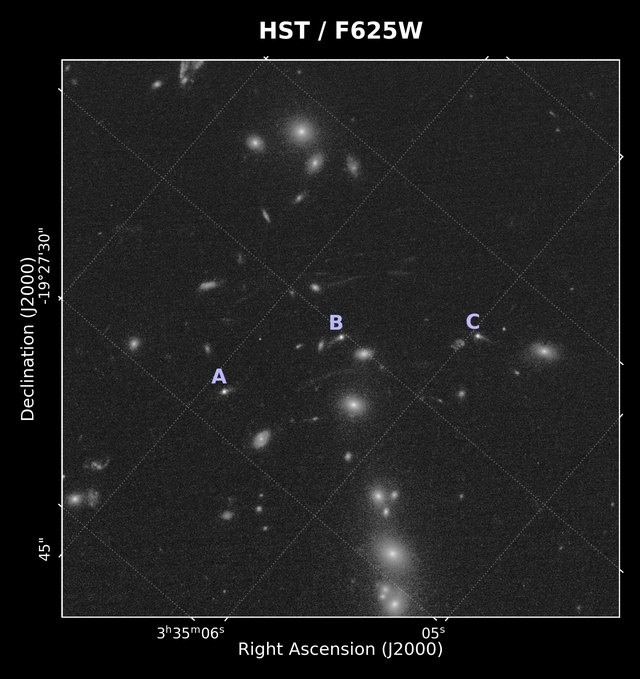 HST / F625W
B
C
A
-19°27'30"
45"
Declination (J2000)
3ʰ35ᵐ06ˢ
05ˢ
Right Ascension (J2000)